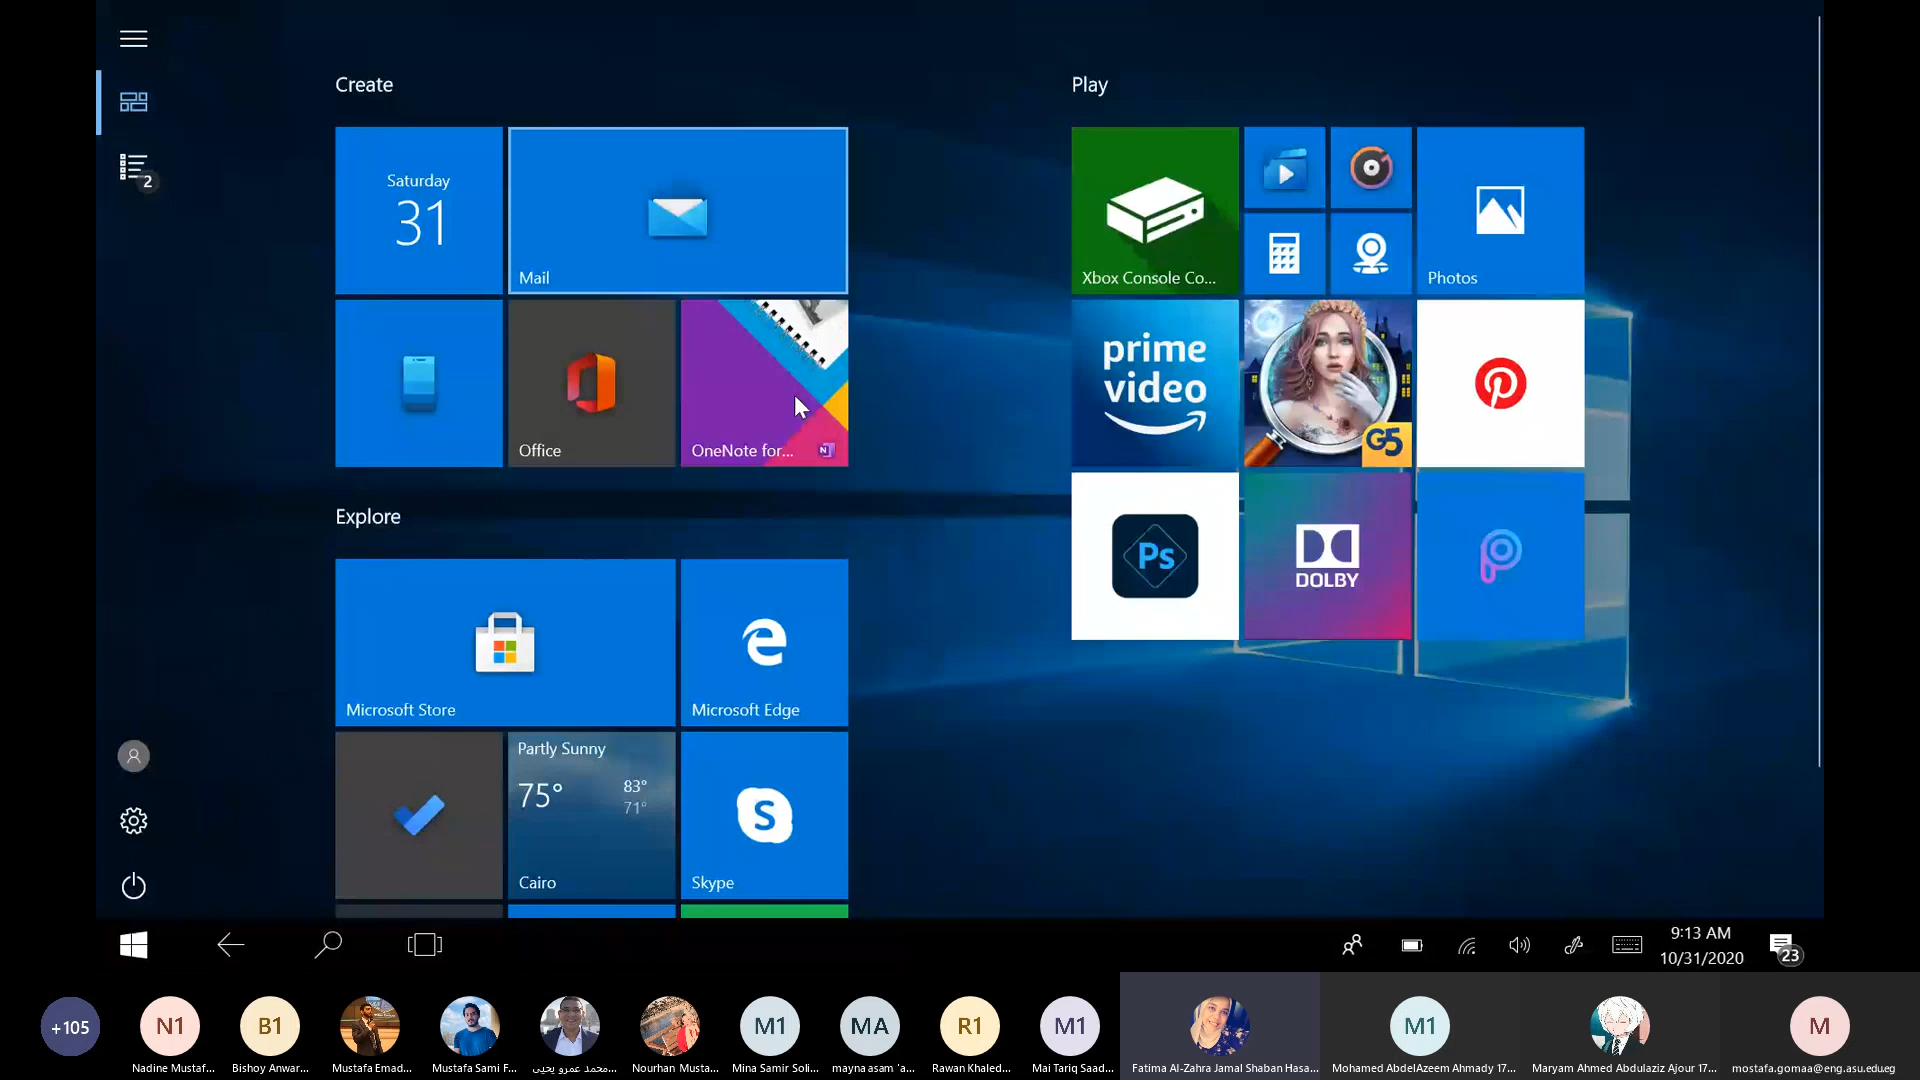 2
Create
Saturday
31
Mail
Office
OneNote for...
N
Explore
Microsoft Store
Microsoft Edge
Partly Sunny
75°
83°
71°
Cairo
S
Skype
Play
Xbox Console Co...
Photos
prime
video
G5
Ps
DOLBY
9:13 AM
10/31/2020
23
+105
N1
B1
M1
MA
R1
M1
M1
M
Nadine Mustaf...
Bishoy Anwar...
Mustafa Emad...
Mustafa Sami F...
محمد عمرو يحيى...
Nourhan Musta...
Mina Samir Soli...
mayna asam 'a...
Rawan Khaled...
Mai Tariq Saad...
Fatima Al-Zahra Jamal Shaban Hasa...
Mohamed AbdelAzeem Ahmady 17...
Maryam Ahmed Abdulaziz Ajour 17...
mostafa.gomaa@eng.asu.edu.eg